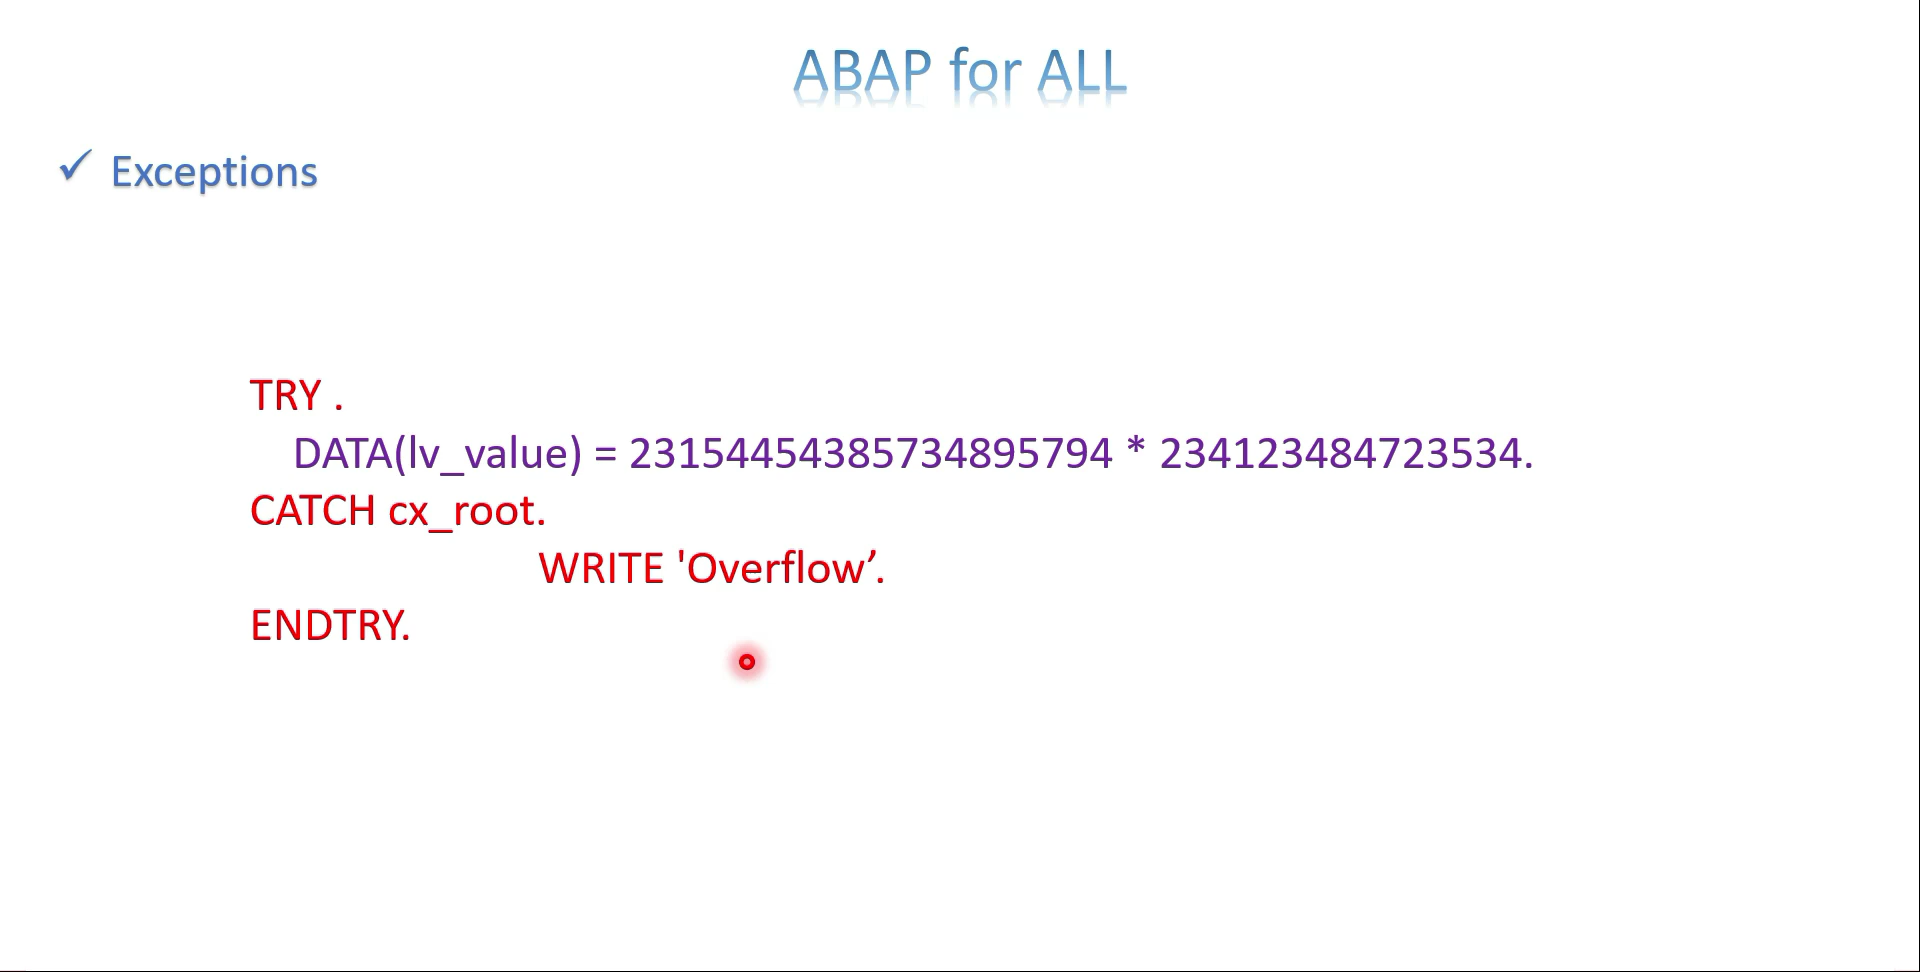 ABAP for ALL
✓ Exceptions
TRY .
DATA(lv_value) = 23154454385734895794 * 234123484723534.
CATCH cx_root.
WRITE 'Overflow’.
ENDTRY.